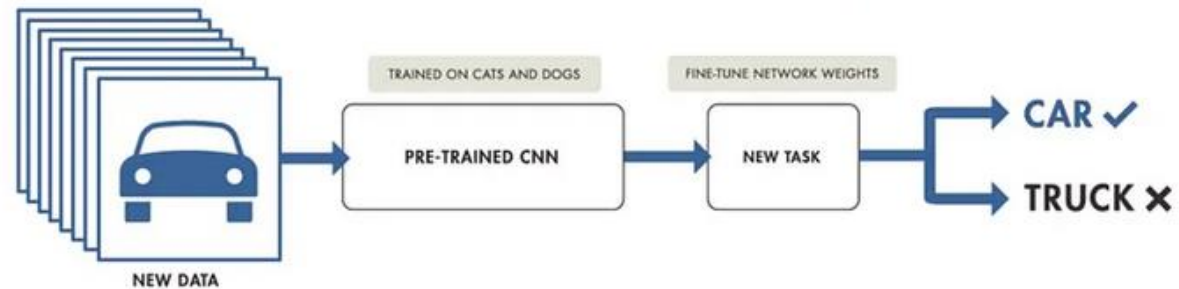 TRAINED ON CATS AND DOGS
FINE-TUNE NETWORK WEIGHTS
PRE-TRAINED CNN
NEW TASK
CAR ✓
TRUCK ✕
NEW DATA